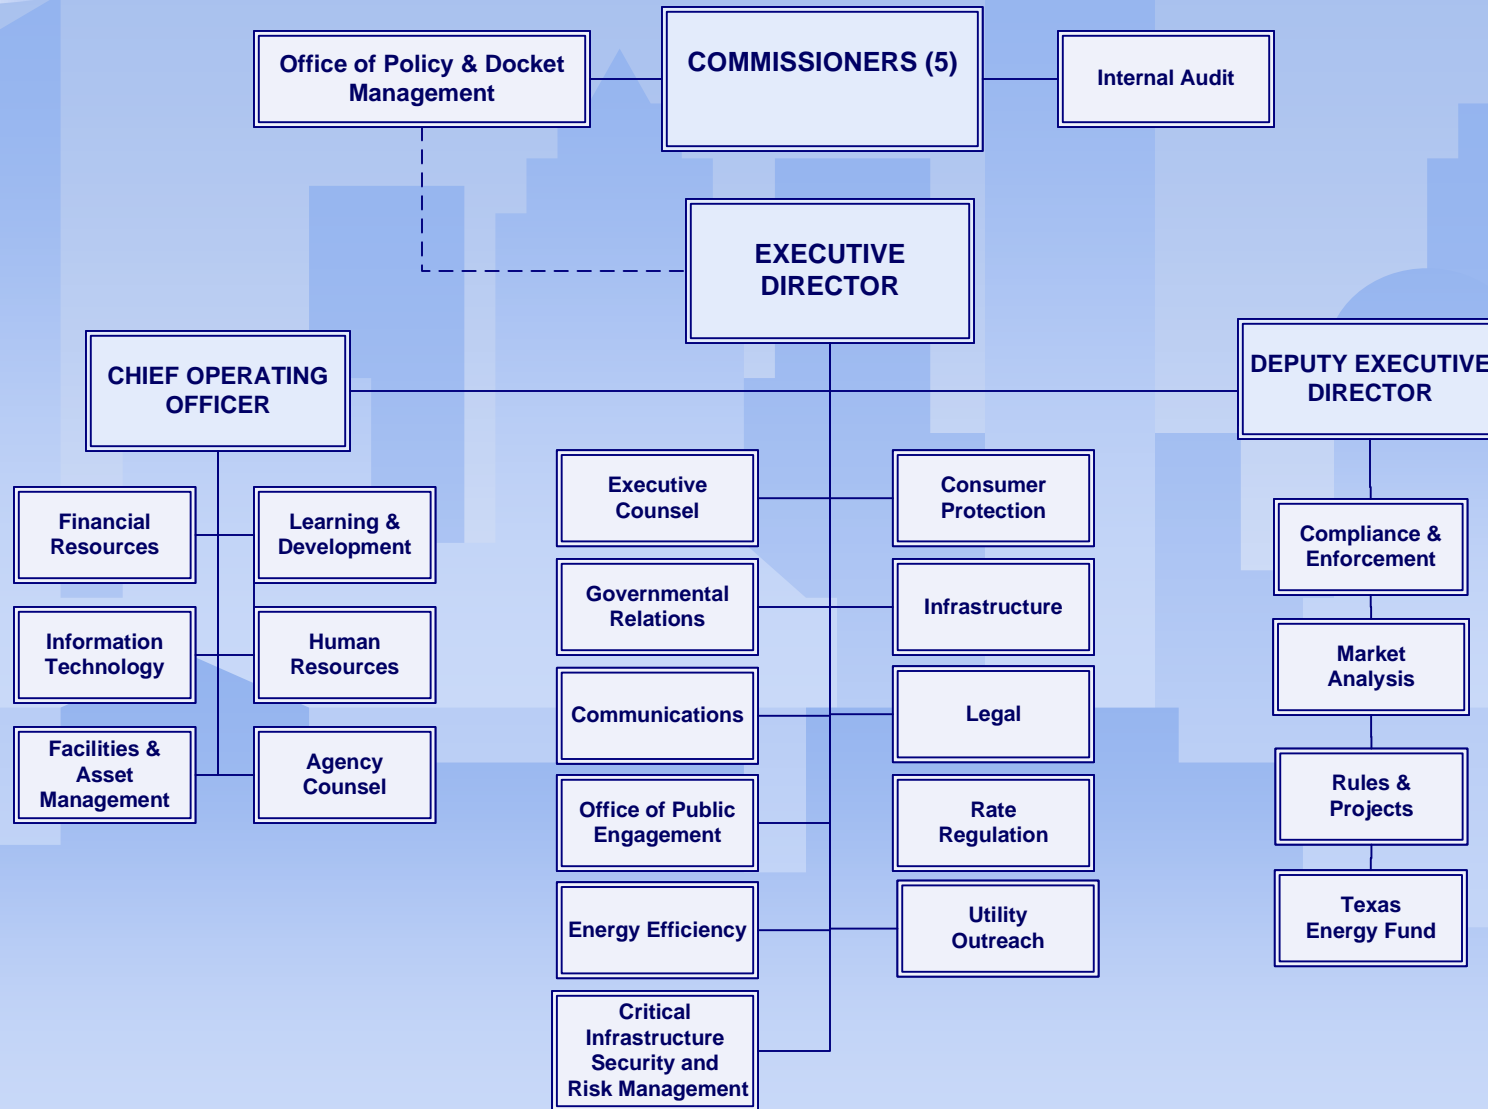 Office of Policy & Docket
Management
COMMISSIONERS (5)
Internal Audit
EXECUTIVE
DIRECTOR
CHIEF OPERATING
OFFICER
DEPUTY EXECUTIVE
DIRECTOR
Financial
Resources
Learning &
Development
Information
Technology
Human
Resources
Facilities &
Asset
Management
Agency
Counsel
Executive
Counsel
Consumer
Protection
Governmental
Relations
Infrastructure
Communications
Legal
Office of Public
Engagement
Rate
Regulation
Energy Efficiency
Utility
Outreach
Critical
Infrastructure
Security and
Risk Management
Compliance &
Enforcement
Market
Analysis
Rules &
Projects
Texas
Energy Fund